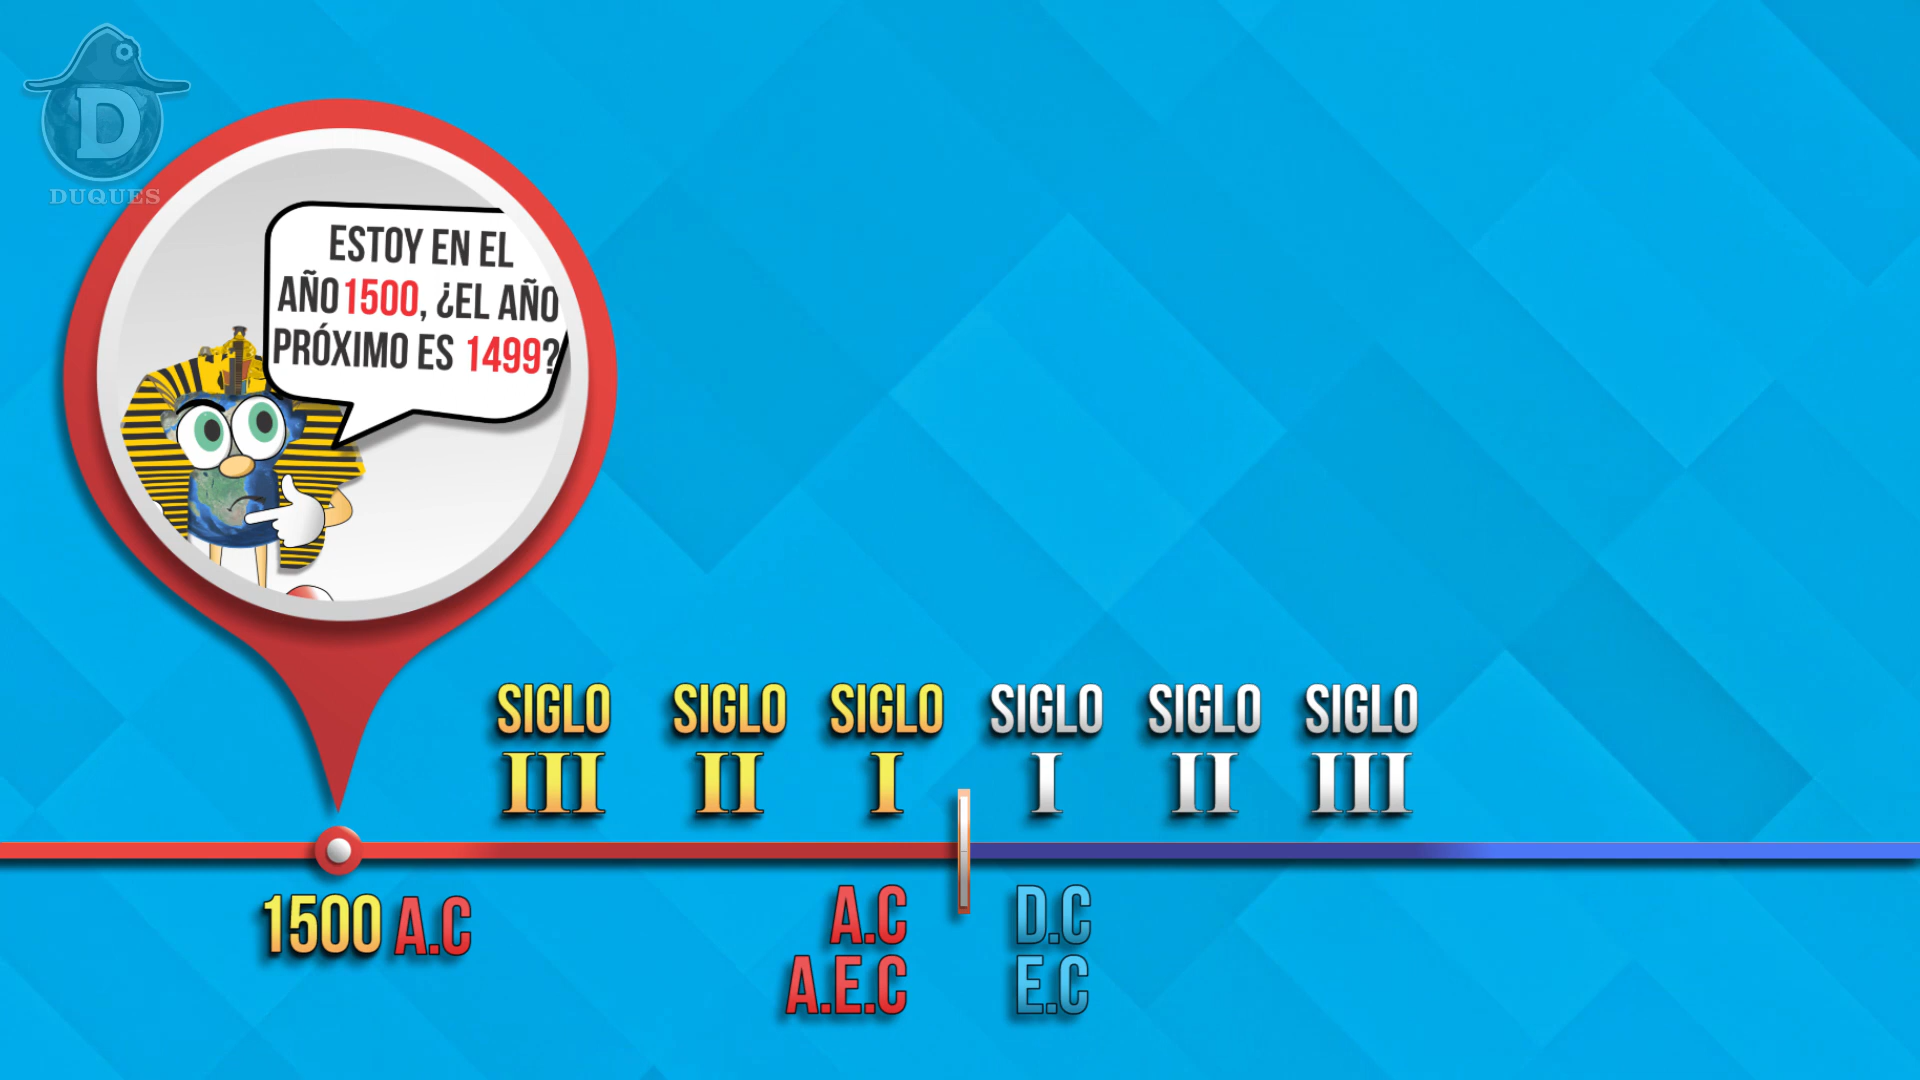 D
DUQUES
ESTOY EN EL
AÑO 1500, ¿EL AÑO
PRÓXIMO ES 1499?
SIGLO III
SIGLO II
SIGLO I
SIGLO I
SIGLO II
SIGLO III
1500 A.C
A.C
A.E.C
D.C
E.C